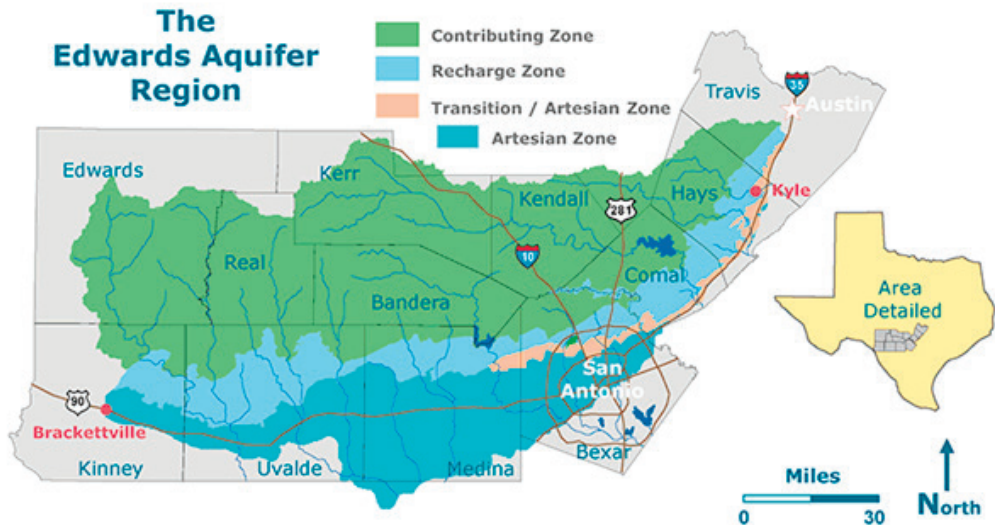 The
Edwards Aquifer
Region
Contributing Zone
Recharge Zone
Transition / Artesian Zone
Artesian Zone
Travis
35
Austin
Edwards
Kerr
Kendall
281
Hays
Kyle
Real
10
Comal
Bandera
Area
Detailed
San
Antonio
90
Brackettville
Kinney
Uvalde
Medina
Bexar
Miles
0 30
North